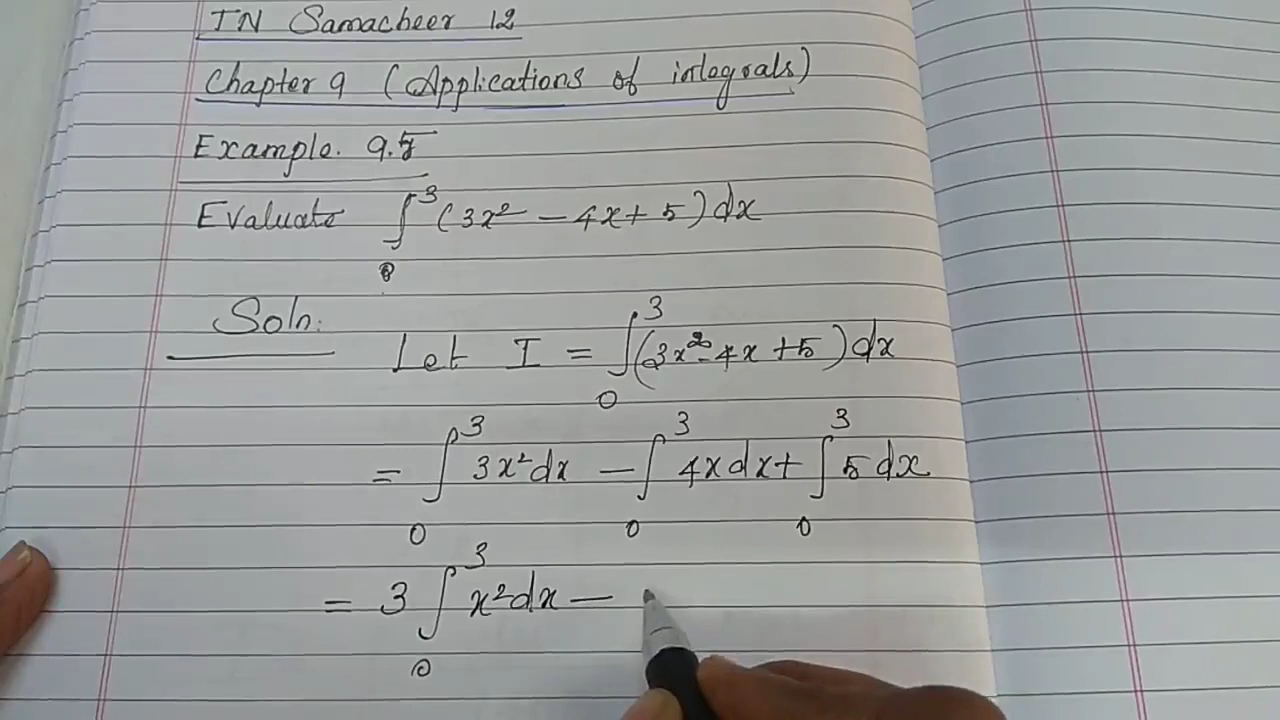 TN Samacheer 12
Chapter 9 (Applications of integrals)
Example. 9.5
Evaluate ∫₀³ (3x² − 4x + 5) dx
Soln:
Let I = ∫₀³ (3x² − 4x + 5) dx
= ∫₀³ 3x² dx − ∫₀³ 4x dx + ∫₀³ 5 dx
= 3 ∫₀³ x² dx −